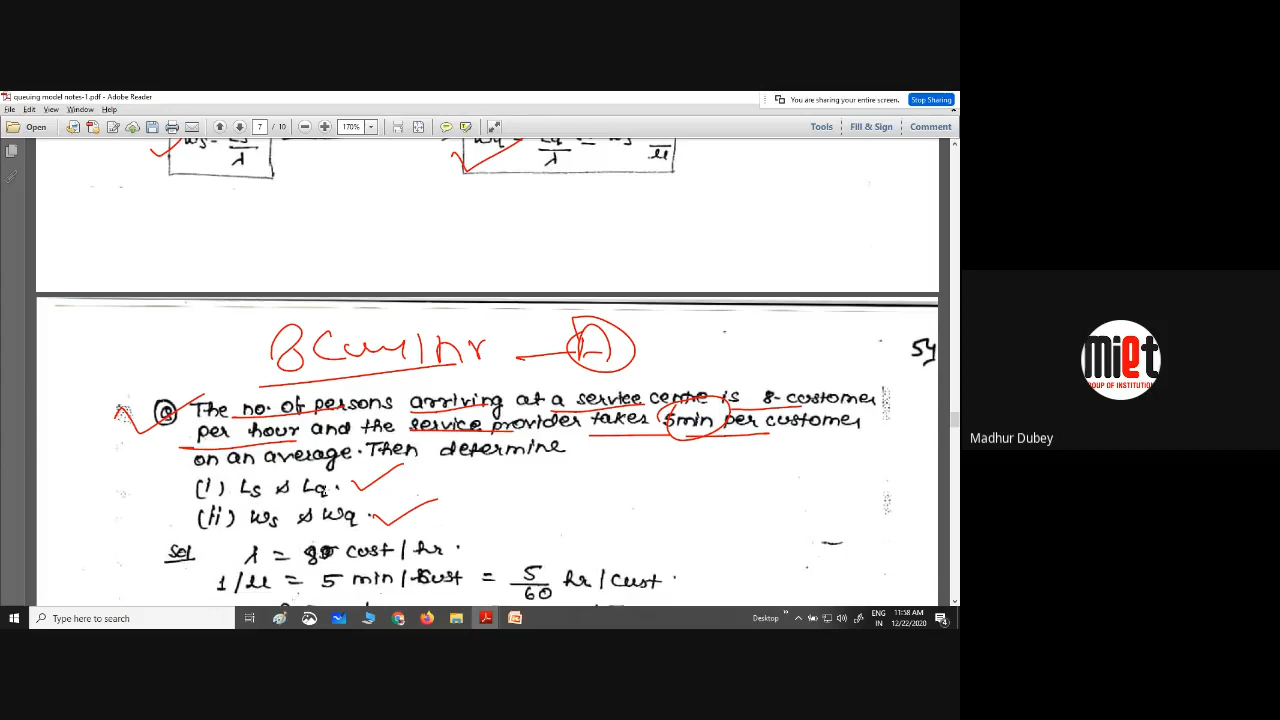 queuing model notes-1.pdf - Adobe Reader
File Edit View Window Help
You are sharing your entire screen. Stop Sharing
Open 7 / 10 170% Tools Fill & Sign Comment
λ λ μ
8 /hr λ
54
Q The no. of persons arriving at a service centre is 8- customer
per hour and the service provider takes 5min per customer
on an average. Then determine
(i) Ls & Lq.
(ii) Ws & Wq.
Sol λ = cust / hr.
1/μ = 5 min/cust = 5/60 hr / cust.
miet
GROUP OF INSTITUTIONS
Madhur Dubey
Type here to search
Desktop
ENG
IN
11:58 AM
12/22/2020
4